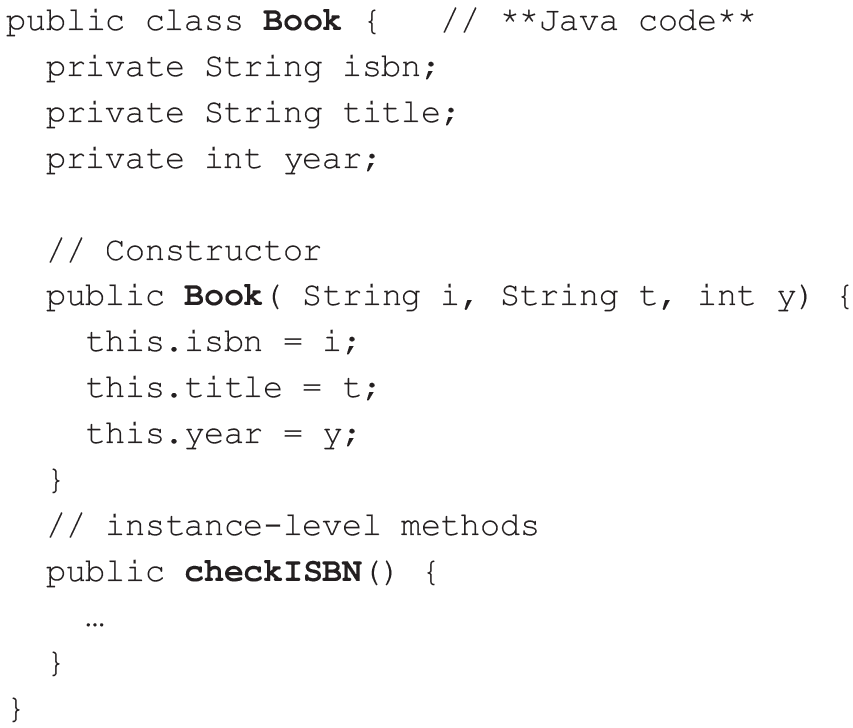 public class Book {   // **Java code**
  private String isbn;
  private String title;
  private int year;

  // Constructor
  public Book( String i, String t, int y) {
    this.isbn = i;
    this.title = t;
    this.year = y;
  }
  // instance-level methods
  public checkISBN() {
    …
  }
}